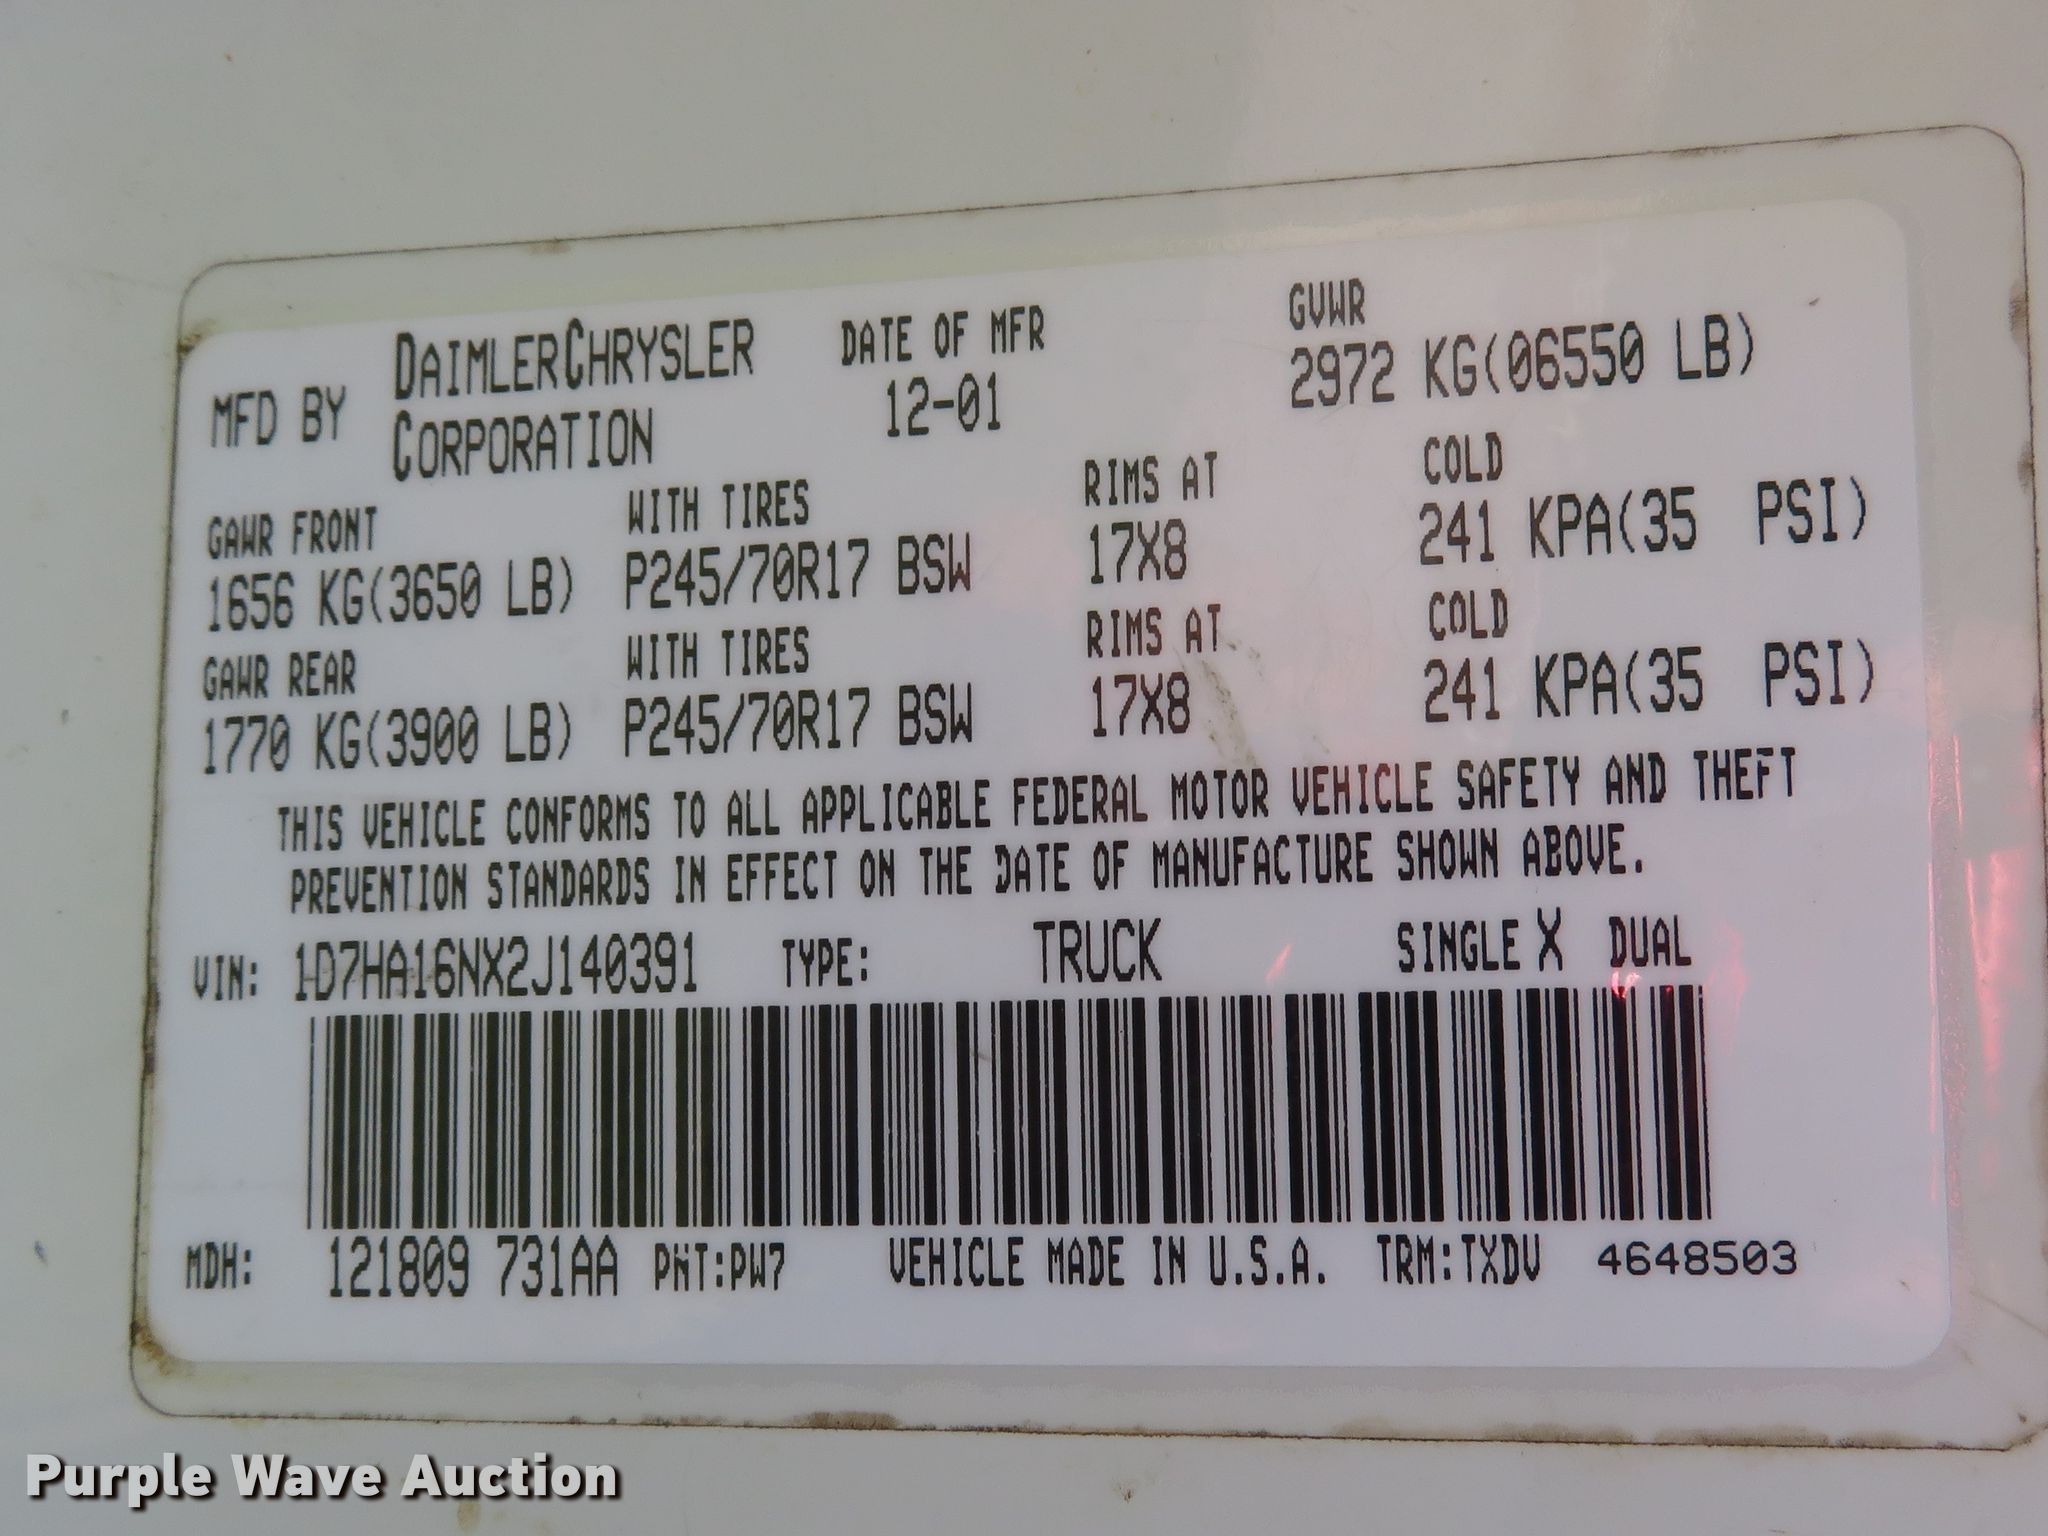 MFD BY DAIMLERCHRYSLER CORPORATION DATE OF MFR 12-01 GVWR 2972 KG(06550 LB)
GAWR FRONT WITH TIRES RIMS AT COLD
1656 KG(3650 LB) P245/70R17 BSW 17X8 241 KPA(35 PSI)
GAWR REAR WITH TIRES RIMS AT COLD
1770 KG(3900 LB) P245/70R17 BSW 17X8 241 KPA(35 PSI)
THIS VEHICLE CONFORMS TO ALL APPLICABLE FEDERAL MOTOR VEHICLE SAFETY AND THEFT
PREVENTION STANDARDS IN EFFECT ON THE DATE OF MANUFACTURE SHOWN ABOVE.
VIN: 1D7HA16NX2J140391 TYPE: TRUCK SINGLE X DUAL
MDH: 121809 731AA PNT:PW7 VEHICLE MADE IN U.S.A. TRM:TXDV 4648503
Purple Wave Auction